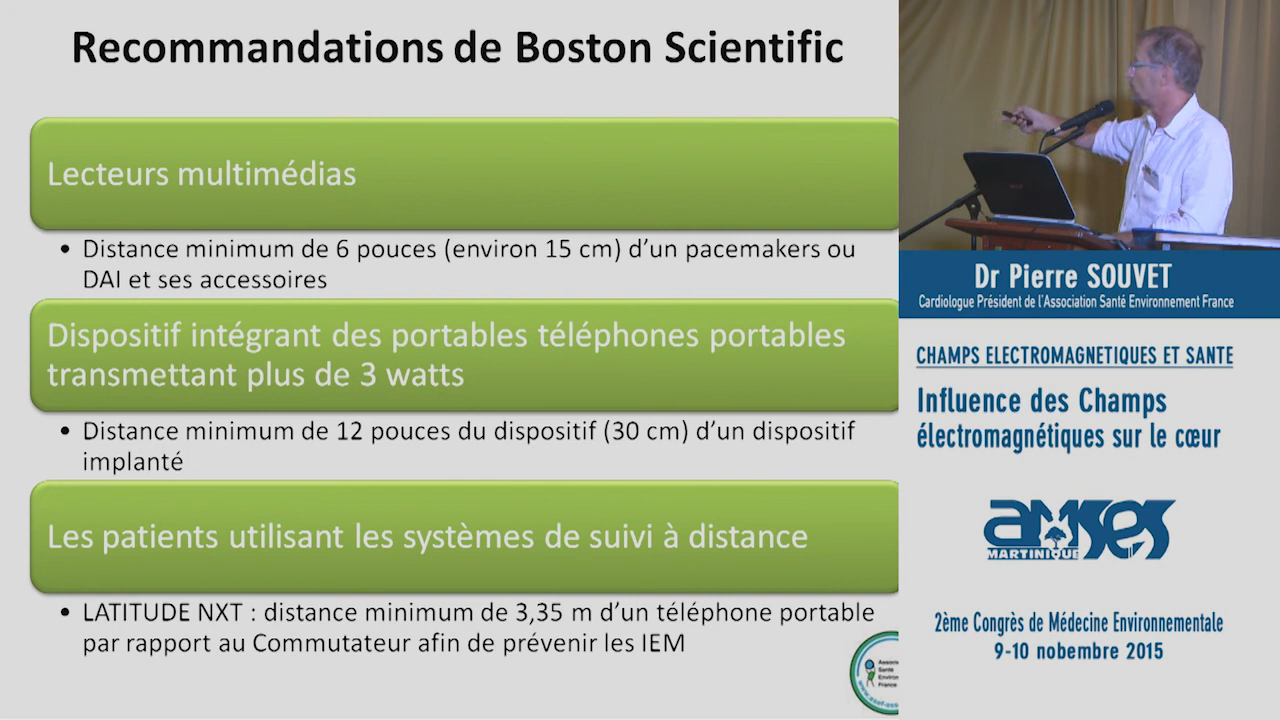 Recommandations de Boston Scientific
Lecteurs multimédias
• Distance minimum de 6 pouces (environ 15 cm) d’un pacemakers ou
DAI et ses accessoires
Dispositif intégrant des portables téléphones portables
transmettant plus de 3 watts
• Distance minimum de 12 pouces du dispositif (30 cm) d’un dispositif
implanté
Les patients utilisant les systèmes de suivi à distance
• LATITUDE NXT : distance minimum de 3,35 m d’un téléphone portable
par rapport au Commutateur afin de prévenir les IEM
Santé
France
Dr Pierre SOUVET
Cardiologue Président de l'Association Santé Environnement France
CHAMPS ELECTROMAGNETIQUES ET SANTE
Influence des Champs
électromagnétiques sur le cœur
amses
MARTINIQUE
2ème Congrès de Médecine Environnementale
9-10 nobembre 2015